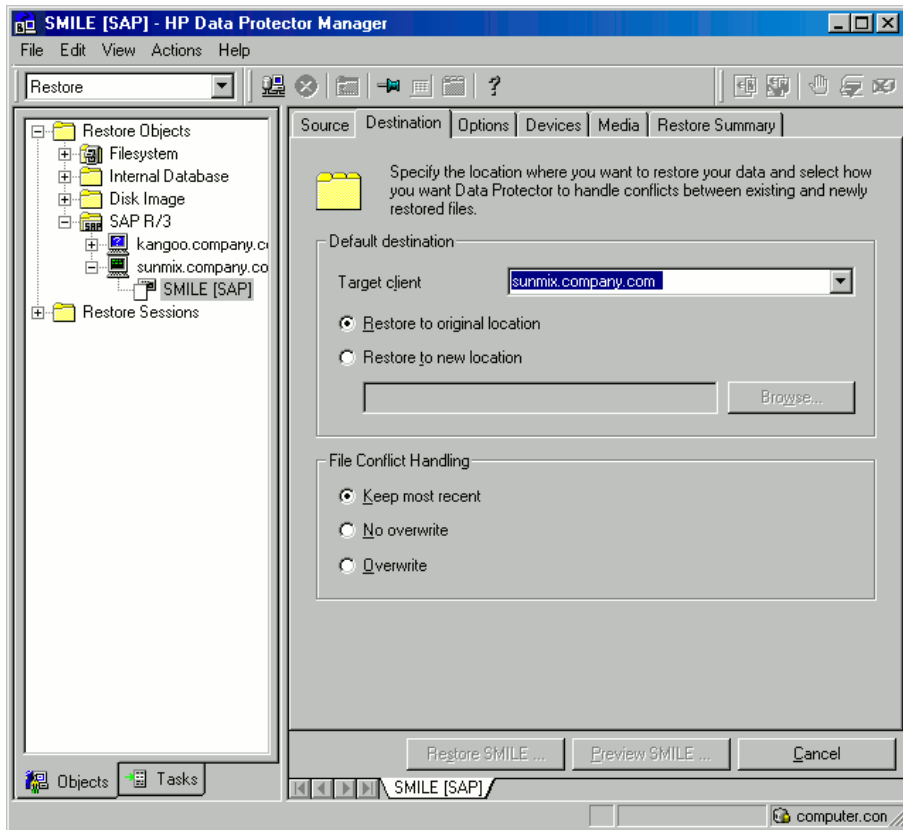 SMILE [SAP] - HP Data Protector Manager
File Edit View Actions Help
Restore
Restore Objects
Filesystem
Internal Database
Disk Image
SAP R/3
kangoo.company.c
sunmix.company.co
SMILE [SAP]
Restore Sessions
Objects
Tasks
Source Destination Options Devices Media Restore Summary
Specify the location where you want to restore your data and select how
you want Data Protector to handle conflicts between existing and newly
restored files.
Default destination
Target client sunmix.company.com
Restore to original location
Restore to new location
Browse...
File Conflict Handling
Keep most recent
No overwrite
Overwrite
Restore SMILE ... Preview SMILE ... Cancel
SMILE [SAP]
computer.con